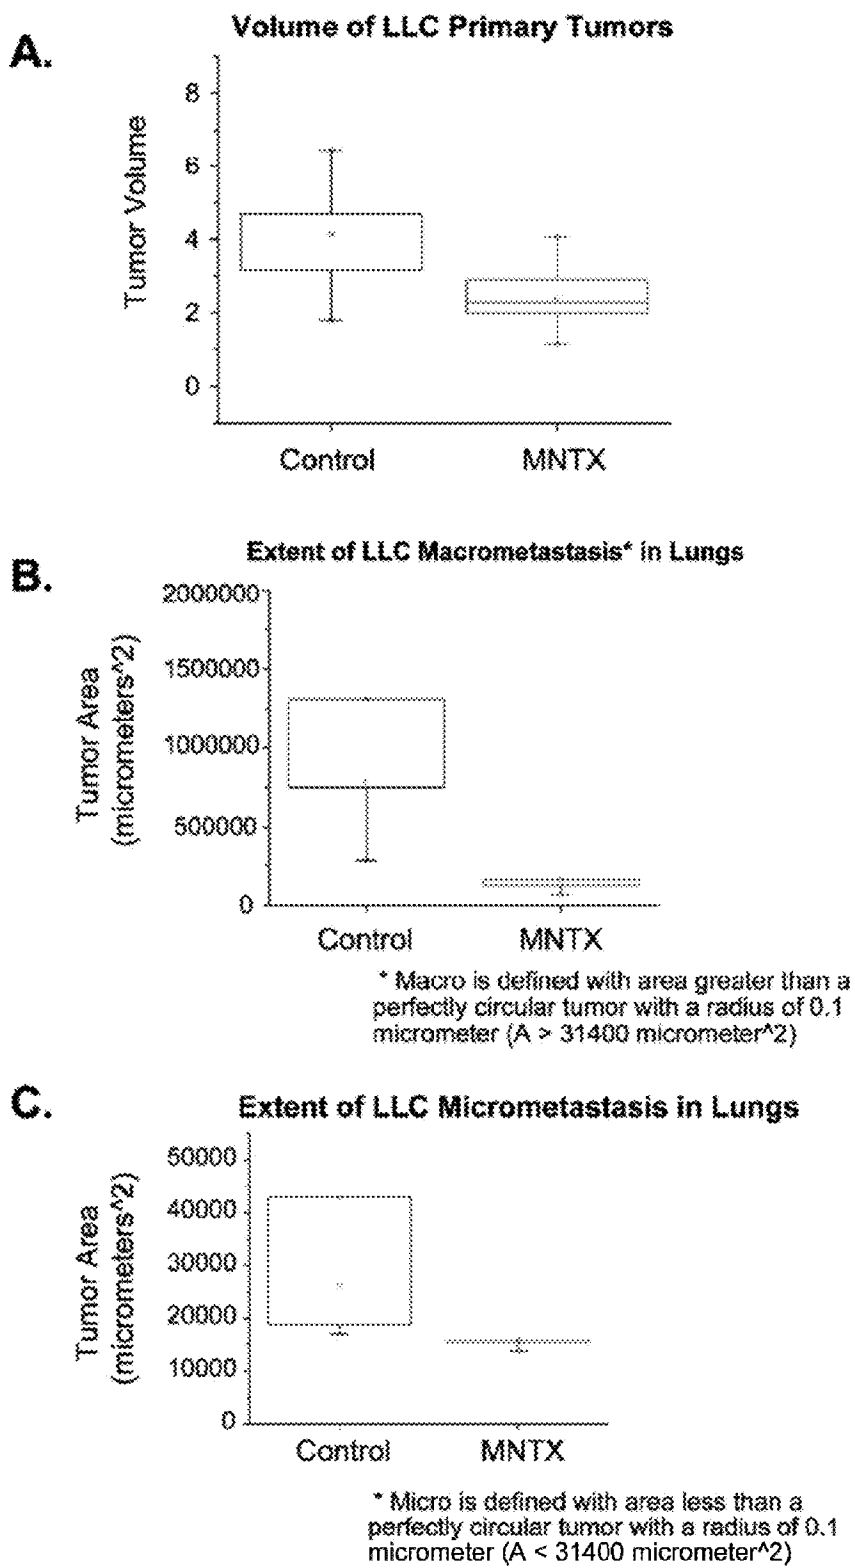 A.
Volume of LLC Primary Tumors
Tumor Volume
8
6
4
2
0
Control
MNTX
B.
Extent of LLC Macrometastasis* in Lungs
Tumor Area
(micrometers^2)
2000000
1500000
1000000
500000
0
Control
MNTX
* Macro is defined with area greater than a
perfectly circular tumor with a radius of 0.1
micrometer (A > 31400 micrometer^2)
C.
Extent of LLC Micrometastasis in Lungs
Tumor Area
(micrometers^2)
50000
40000
30000
20000
10000
0
Control
MNTX
* Micro is defined with area less than a
perfectly circular tumor with a radius of 0.1
micrometer (A < 31400 micrometer^2)